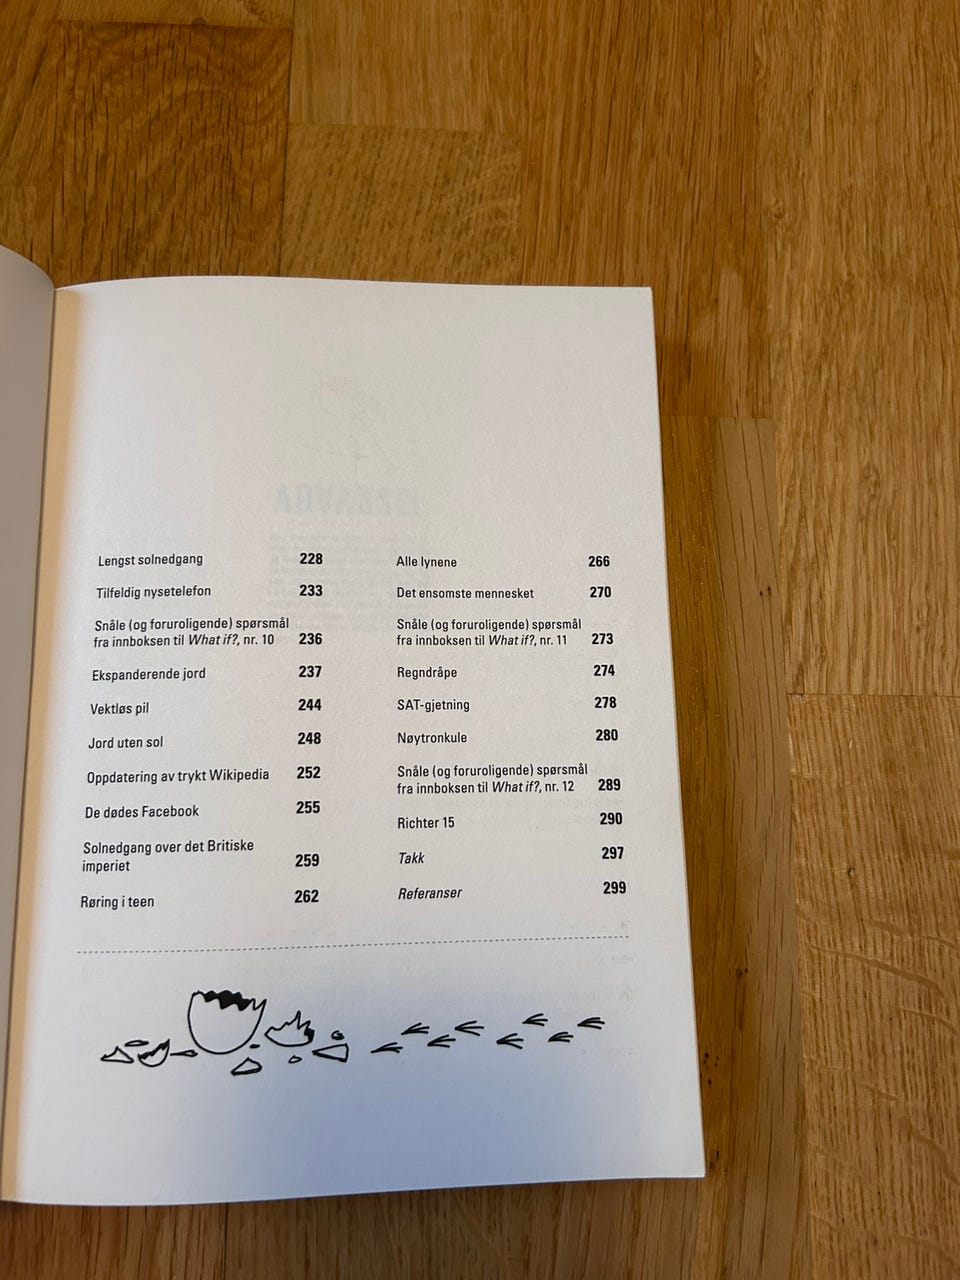 Lengst solnedgang 228
Tilfeldig nysetelefon 233
Snåle (og foruroligende) spørsmål
fra innboksen til What if?, nr. 10 236
Ekspanderende jord 237
Vektløs pil 244
Jord uten sol 248
Oppdatering av trykt Wikipedia 252
De dødes Facebook 255
Solnedgang over det Britiske
imperiet 259
Røring i teen 262
Alle lynene 266
Det ensomste mennesket 270
Snåle (og foruroligende) spørsmål
fra innboksen til What if?, nr. 11 273
Regndråpe 274
SAT-gjetning 278
Nøytronkule 280
Snåle (og foruroligende) spørsmål
fra innboksen til What if?, nr. 12 289
Richter 15 290
Takk 297
Referanser 299